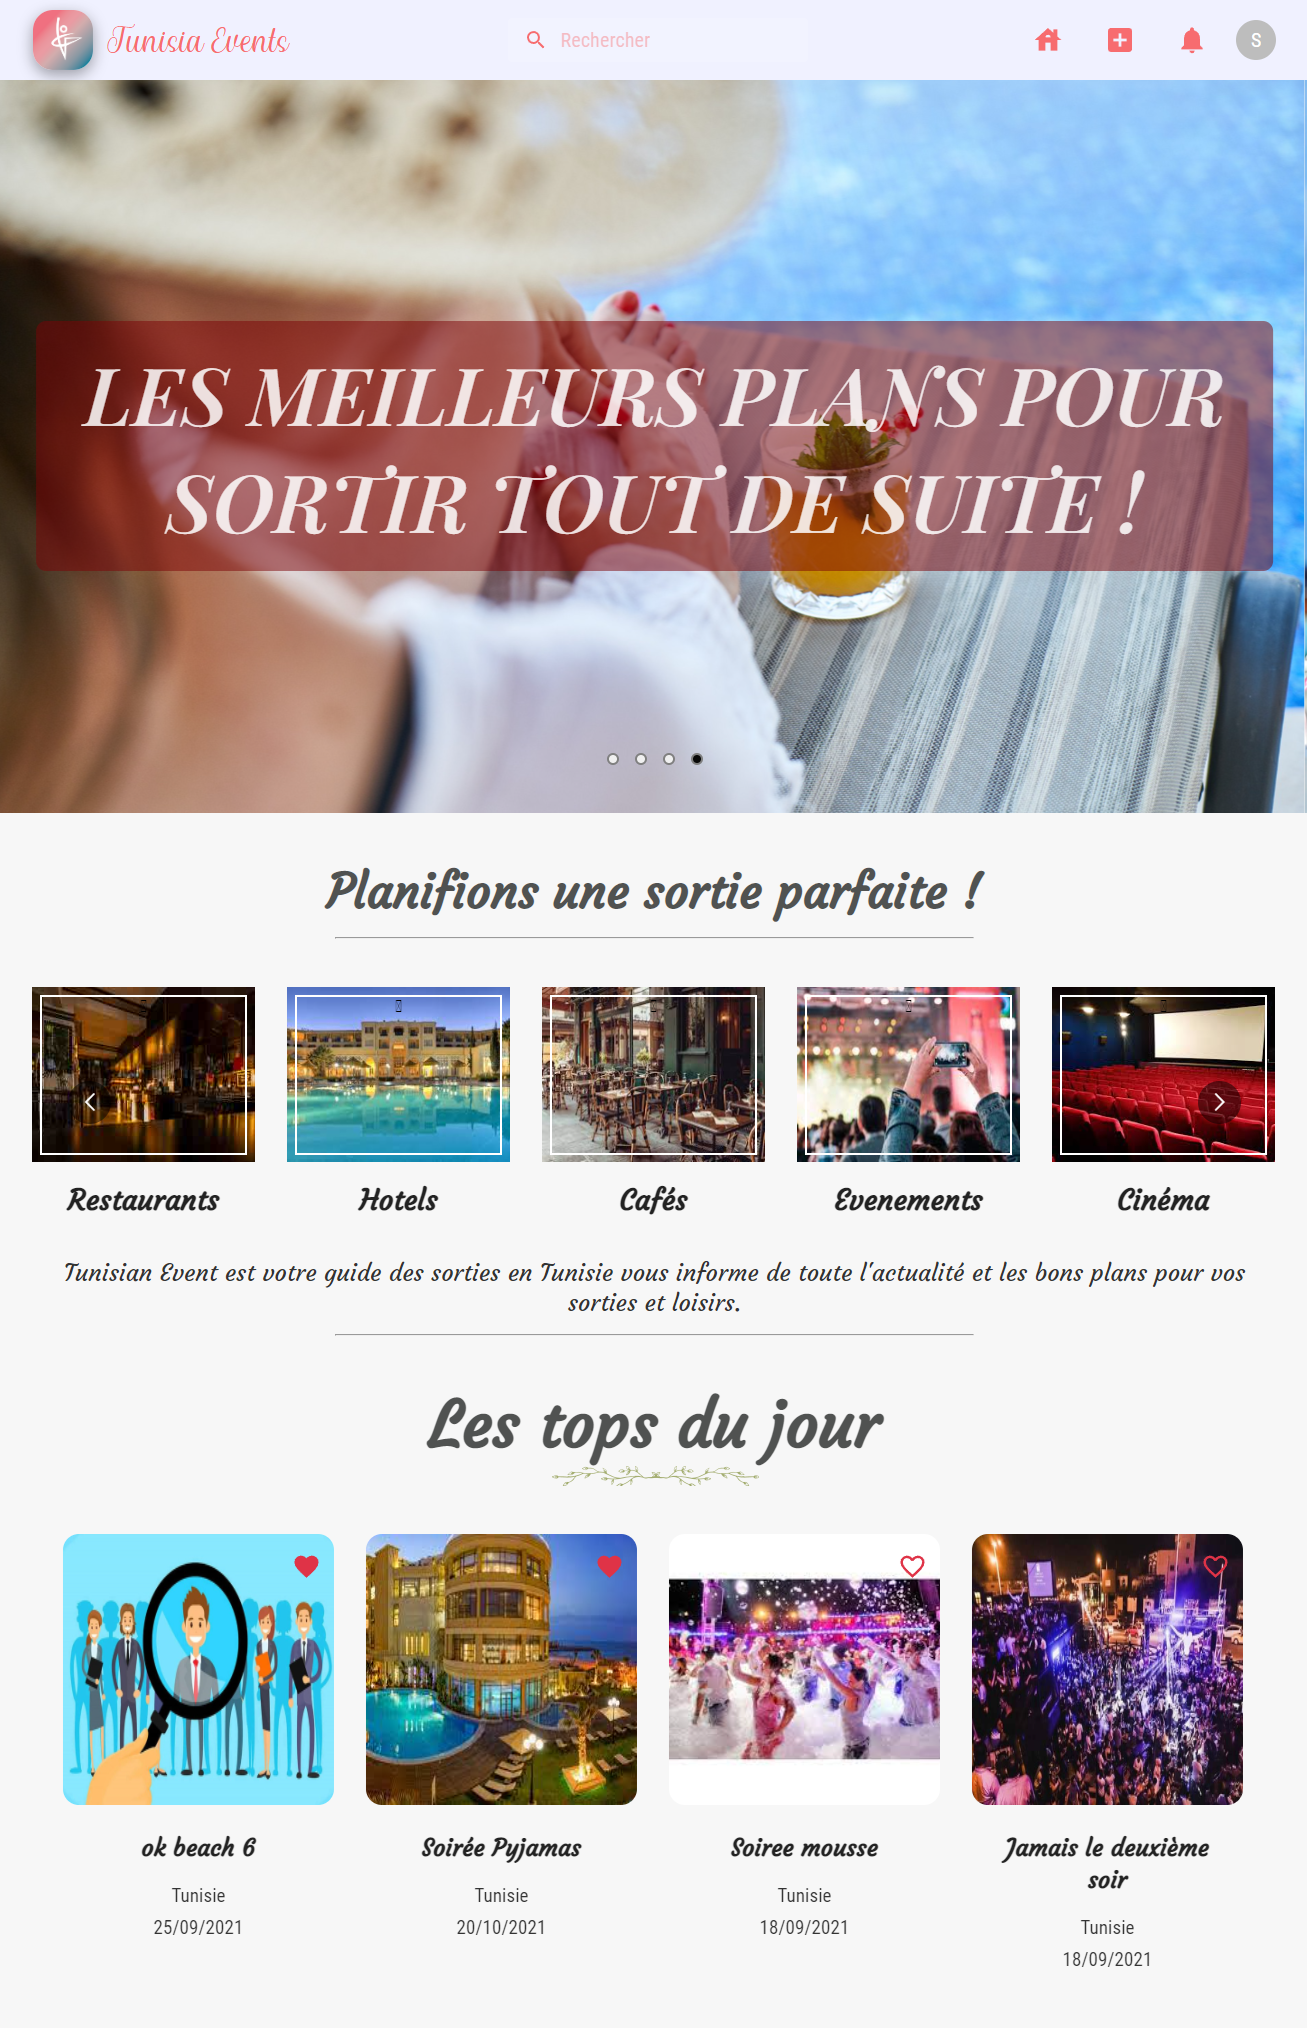 Tunisia Events
Rechercher
S
LES MEILLEURS PLANS POUR
SORTIR TOUT DE SUITE !
Planifions une sortie parfaite !
Restaurants
Hotels
Cafés
Evenements
Cinéma
Tunisian Event est votre guide des sorties en Tunisie vous informe de toute l'actualité et les bons plans pour vos
sorties et loisirs.
Les tops du jour
ok beach 6
Tunisie
25/09/2021
Soirée Pyjamas
Tunisie
20/10/2021
Soiree mousse
Tunisie
18/09/2021
Jamais le deuxième
soir
Tunisie
18/09/2021